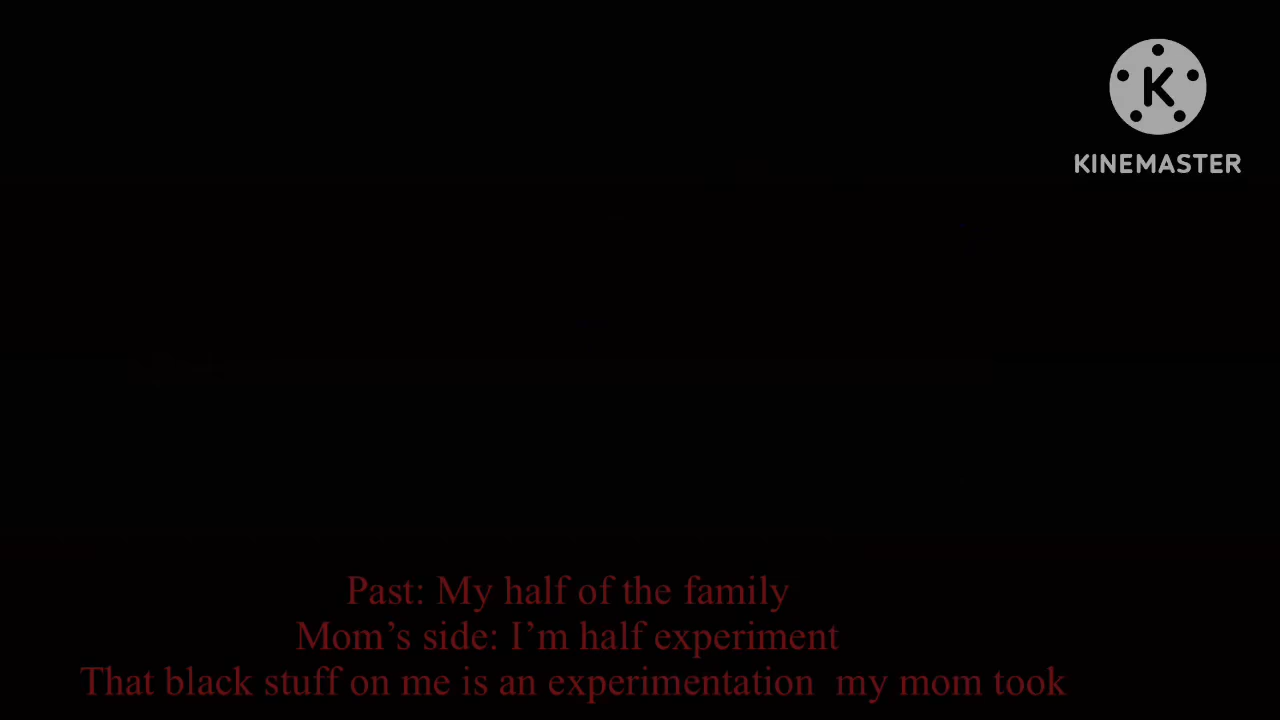 K
KINEMASTER
Past: My half of the family
Mom’s side: I’m half experiment
That black stuff on me is an experimentation  my mom took